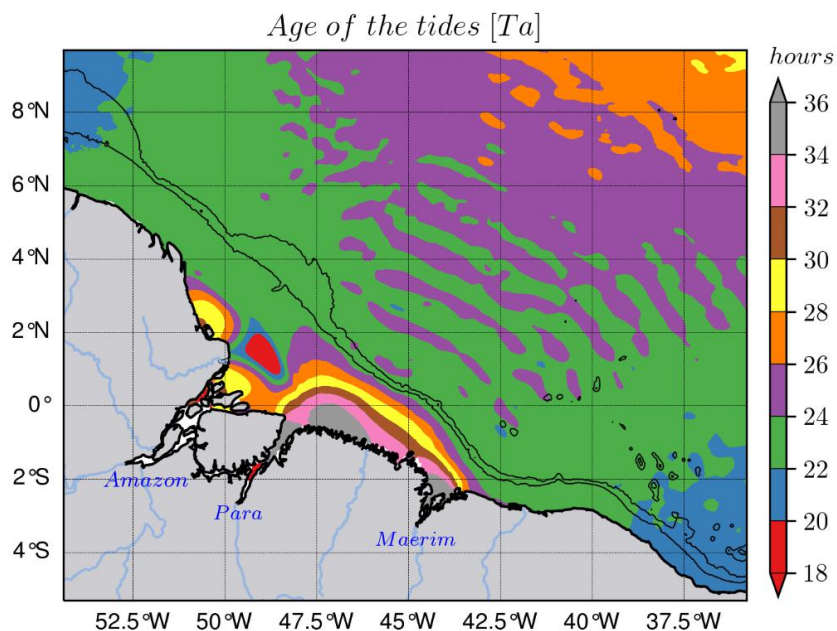 Age of the tides [Ta]
hours
36
34
32
30
28
26
24
22
20
18
8°N
6°N
4°N
2°N
0°
2°S
4°S
Amazon
Para
Maerim
52.5°W 50°W 47.5°W 45°W 42.5°W 40°W 37.5°W